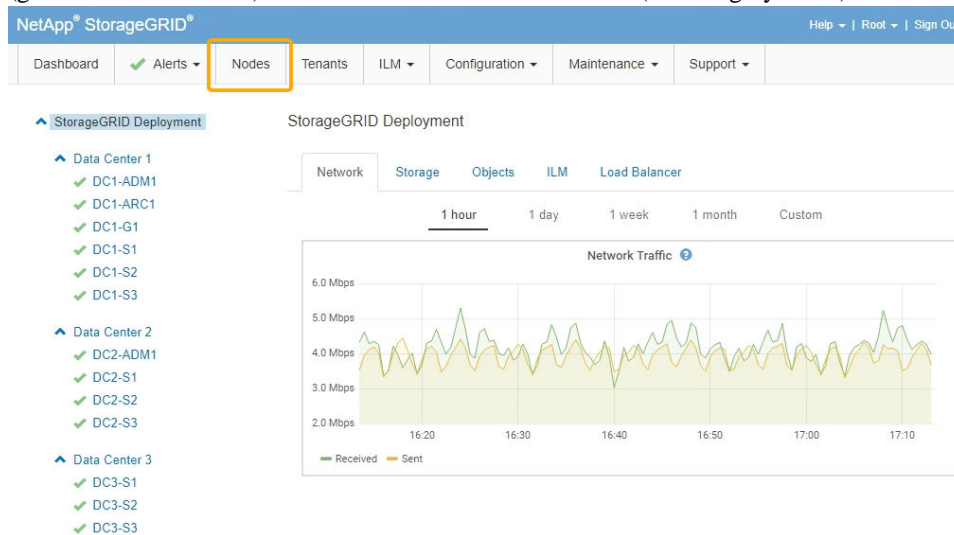 NetApp® StorageGRID®
Help | Root | Sign Ou
Dashboard Alerts Nodes Tenants ILM Configuration Maintenance Support
StorageGRID Deployment
Data Center 1
DC1-ADM1
DC1-ARC1
DC1-G1
DC1-S1
DC1-S2
DC1-S3
Data Center 2
DC2-ADM1
DC2-S1
DC2-S2
DC2-S3
Data Center 3
DC3-S1
DC3-S2
DC3-S3
StorageGRID Deployment
Network Storage Objects ILM Load Balancer
1 hour 1 day 1 week 1 month Custom
Network Traffic ?
6.0 Mbps
5.0 Mbps
4.0 Mbps
3.0 Mbps
2.0 Mbps
16:20 16:30 16:40 16:50 17:00 17:10
Received Sent